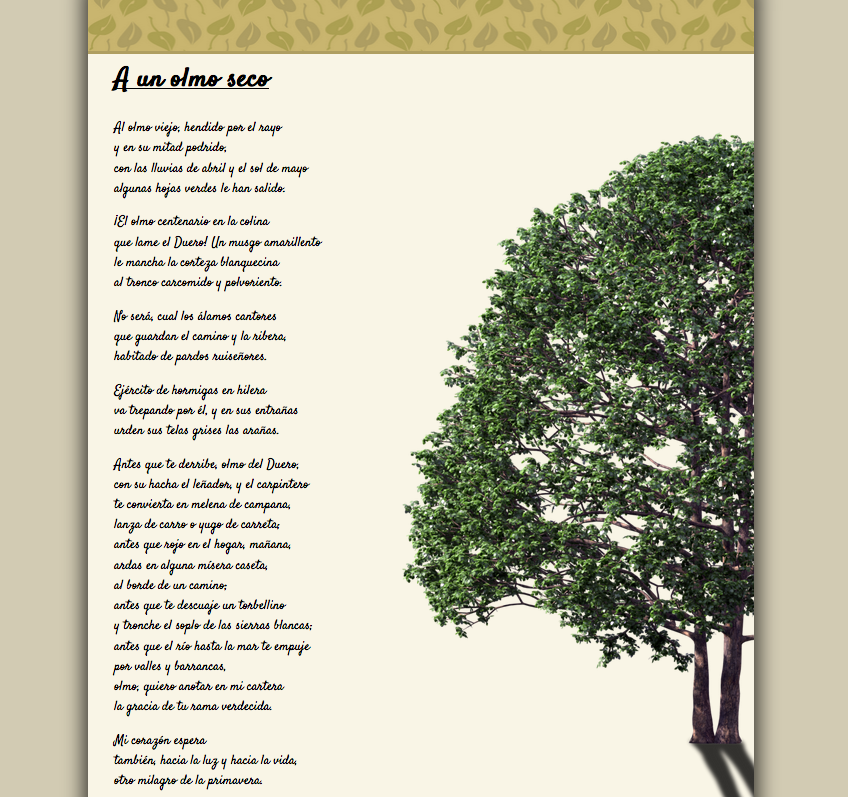 A un olmo seco
Al olmo viejo, hendido por el rayo
y en su mitad podrido,
con las lluvias de abril y el sol de mayo
algunas hojas verdes le han salido.
¡El olmo centenario en la colina
que lame el Duero! Un musgo amarillento
le mancha la corteza blanquecina
al tronco carcomido y polvoriento.
No será, cual los álamos cantores
que guardan el camino y la ribera,
habitado de pardos ruiseñores.
Ejército de hormigas en hilera
va trepando por él, y en sus entrañas
urden sus telas grises las arañas.
Antes que te derribe, olmo del Duero,
con su hacha el leñador, y el carpintero
te convierta en melena de campana,
lanza de carro o yugo de carreta;
antes que rojo en el hogar, mañana,
ardas en alguna mísera caseta,
al borde de un camino;
antes que te descuaje un torbellino
y tronche el soplo de las sierras blancas;
antes que el río hasta la mar te empuje
por valles y barrancas,
olmo, quiero anotar en mi cartera
la gracia de tu rama verdecida.
Mi corazón espera
también, hacia la luz y hacia la vida,
otro milagro de la primavera.